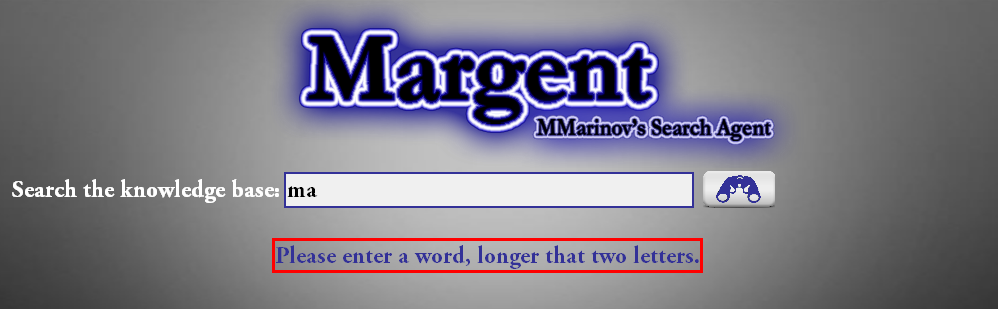 Margent
MMarinov's Search Agent
Search the knowledge base: ma
Please enter a word, longer that two letters.